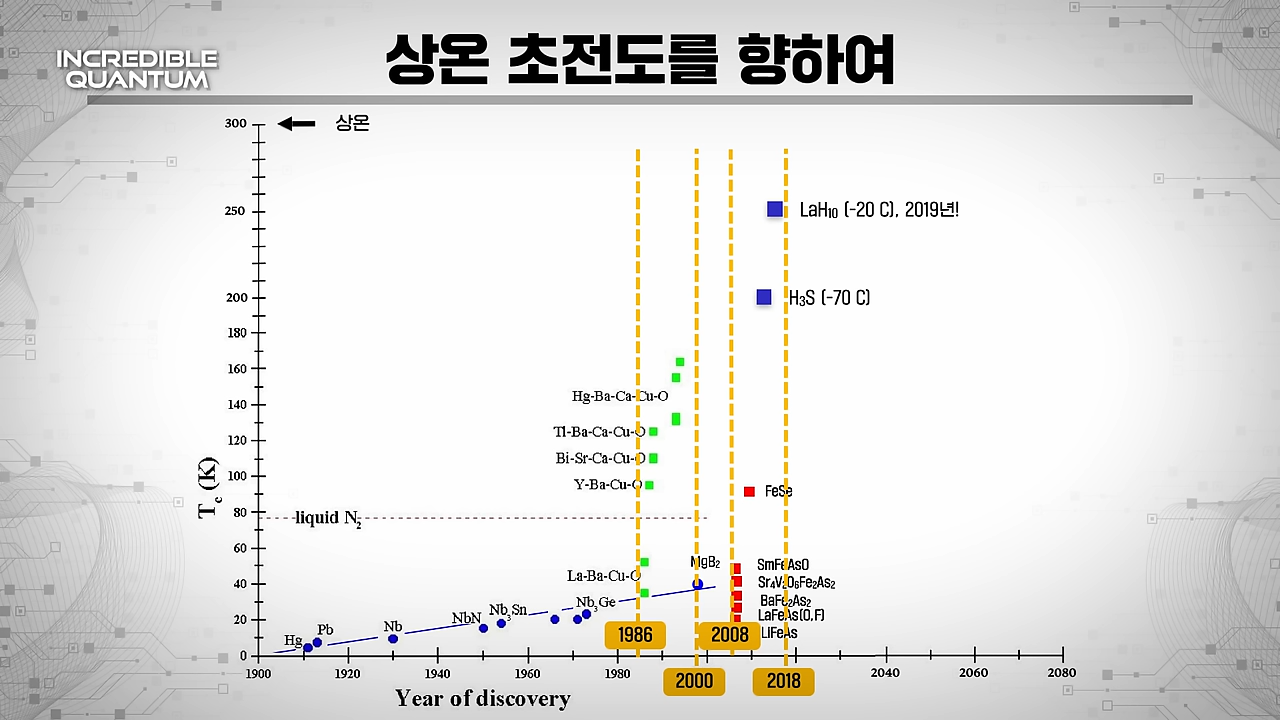 INCREDIBLE
QUANTUM
상온 초전도를 향하여
300
상온
250
LaH₁₀ (-20 C), 2019년!
200
H₃S (-70 C)
180
160
Hg-Ba-Ca-Cu-O
140
Tl-Ba-Ca-Cu-O
120
Bi-Sr-Ca-Cu-O
100
Y-Ba-Cu-O
FeSe
80
liquid N₂
60
MgB₂
SmFeAsO
La-Ba-Cu-O
Sr₄V₂O₆Fe₂As₂
40
Nb₃Ge
BaFe₂As₂
Nb₃Sn
LaFeAs(O,F)
NbN
20
Nb
Pb
Hg
LiFeAs
1986
2008
0
T꜀ (K)
1900
1920
1940
1960
1980
2000
2018
2040
2060
2080
Year of discovery